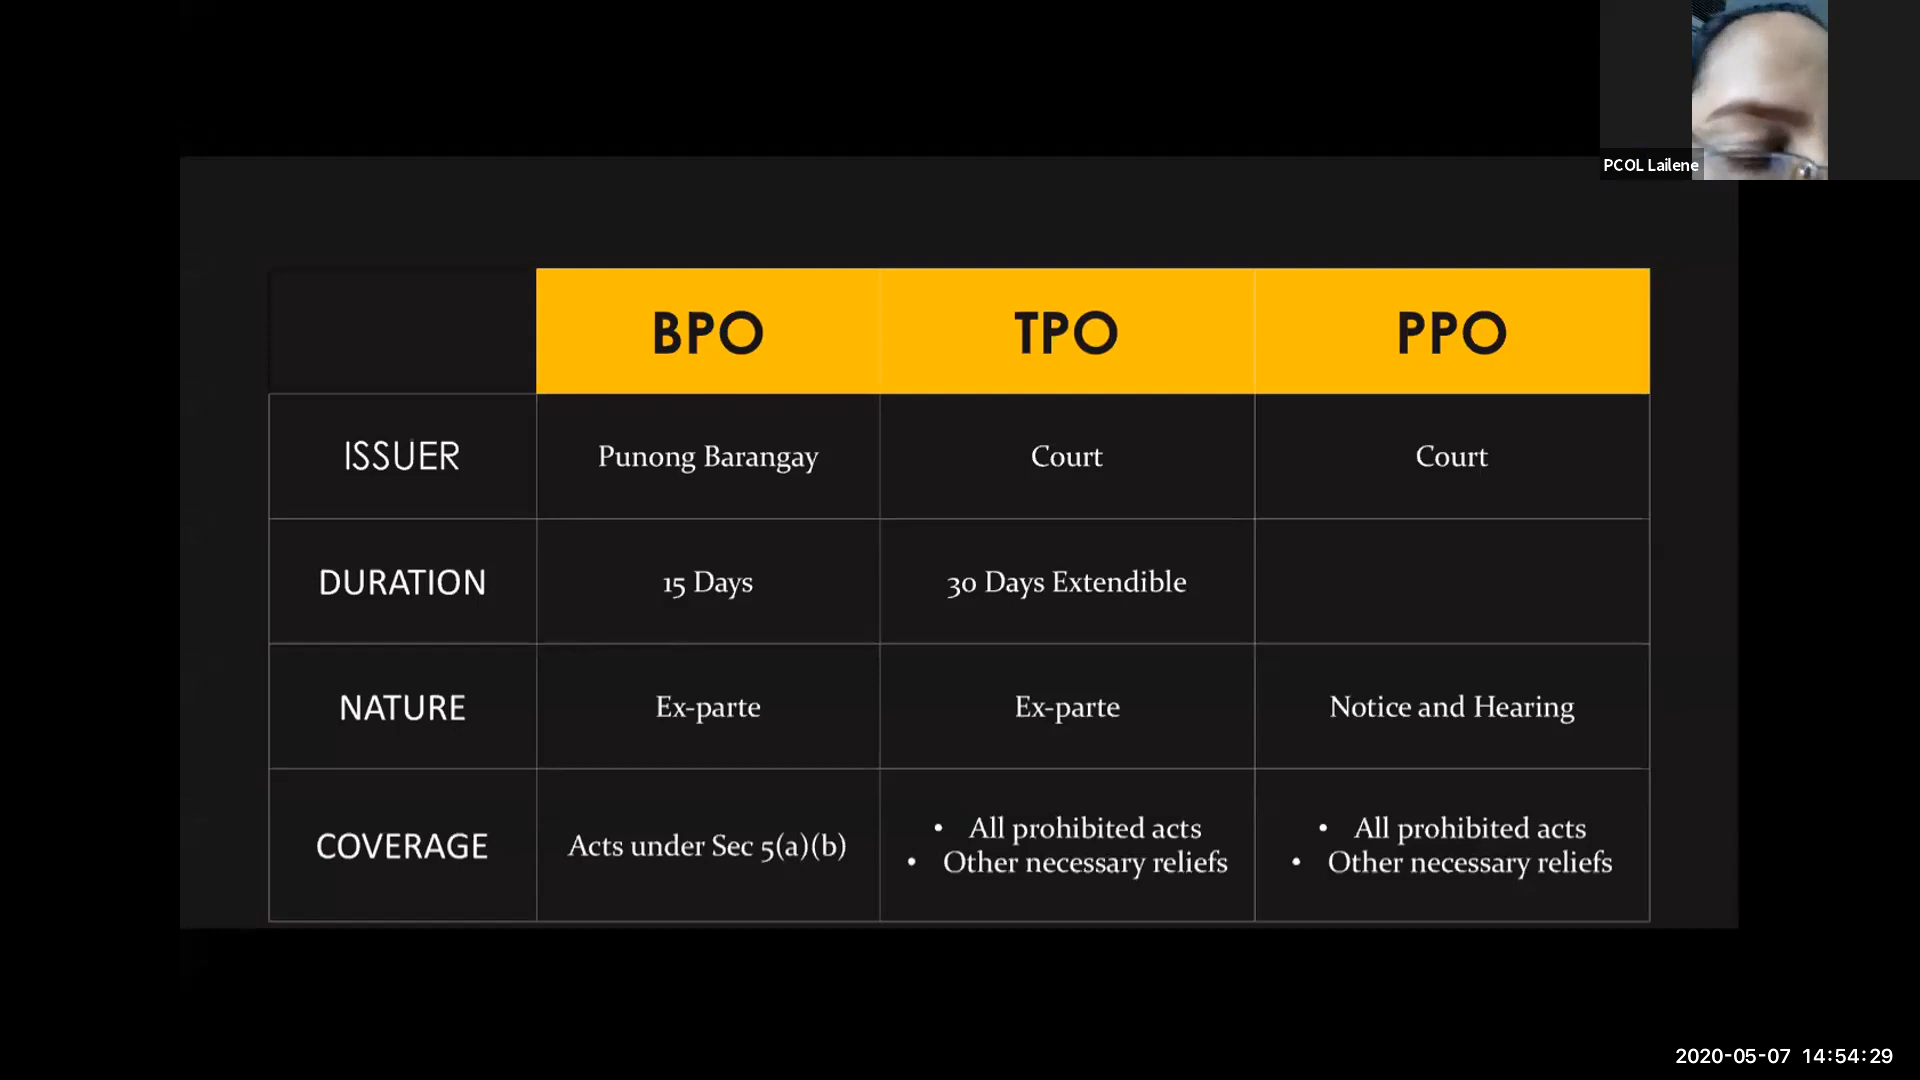 PCOL Lailene
BPO TPO PPO
ISSUER Punong Barangay Court Court
DURATION 15 Days 30 Days Extendible
NATURE Ex-parte Ex-parte Notice and Hearing
COVERAGE Acts under Sec 5(a)(b)
• All prohibited acts
• Other necessary reliefs
• All prohibited acts
• Other necessary reliefs
2020-05-07 14:54:29